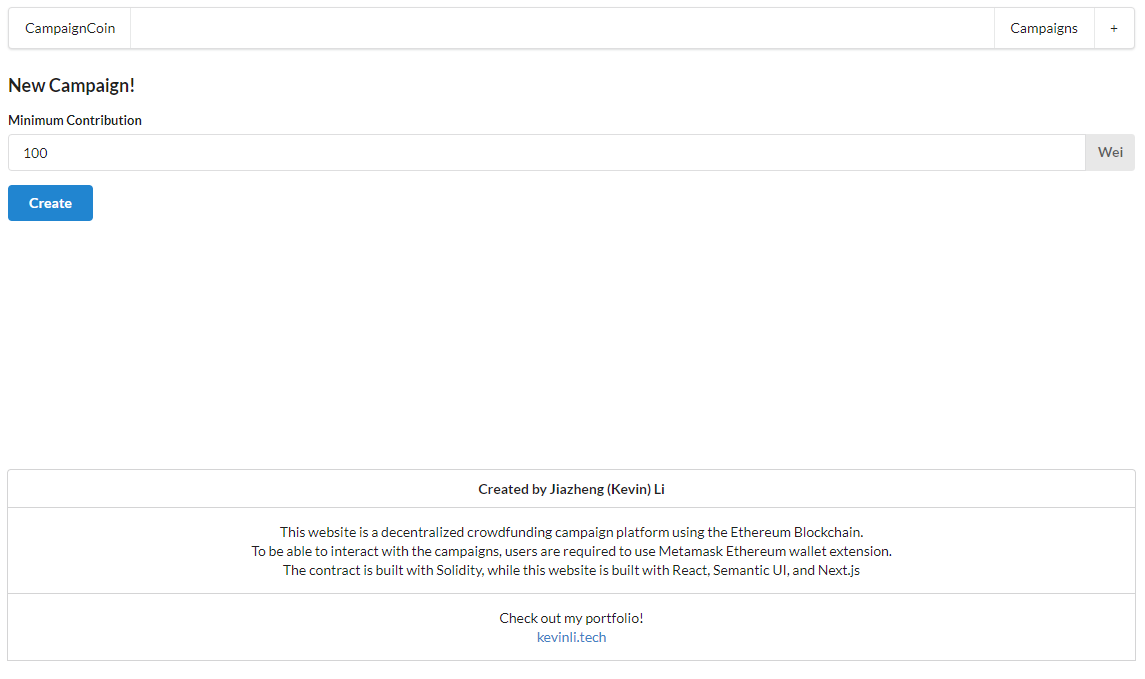 CampaignCoin
Campaigns
+
New Campaign!
Minimum Contribution
100
Wei
Create
Created by Jiazheng (Kevin) Li
This website is a decentralized crowdfunding campaign platform using the Ethereum Blockchain.
To be able to interact with the campaigns, users are required to use Metamask Ethereum wallet extension.
The contract is built with Solidity, while this website is built with React, Semantic UI, and Next.js
Check out my portfolio!
kevinli.tech